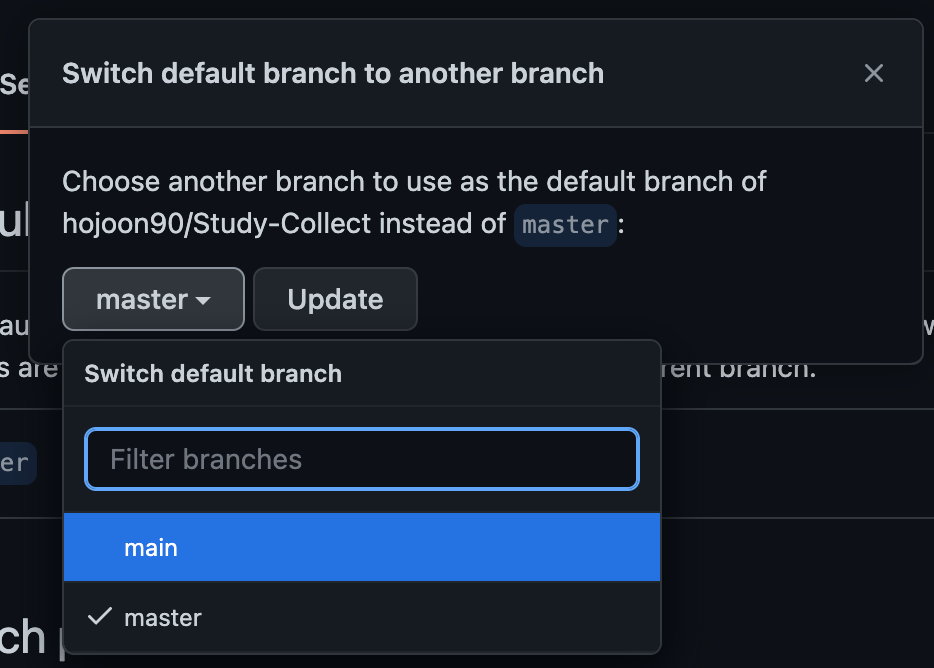 Se
Switch default branch to another branch
Choose another branch to use as the default branch of
hojoon90/Study-Collect instead of master:
master
Update
au
s are
rent branch.
Switch default branch
Filter branches
er
main
master
ch